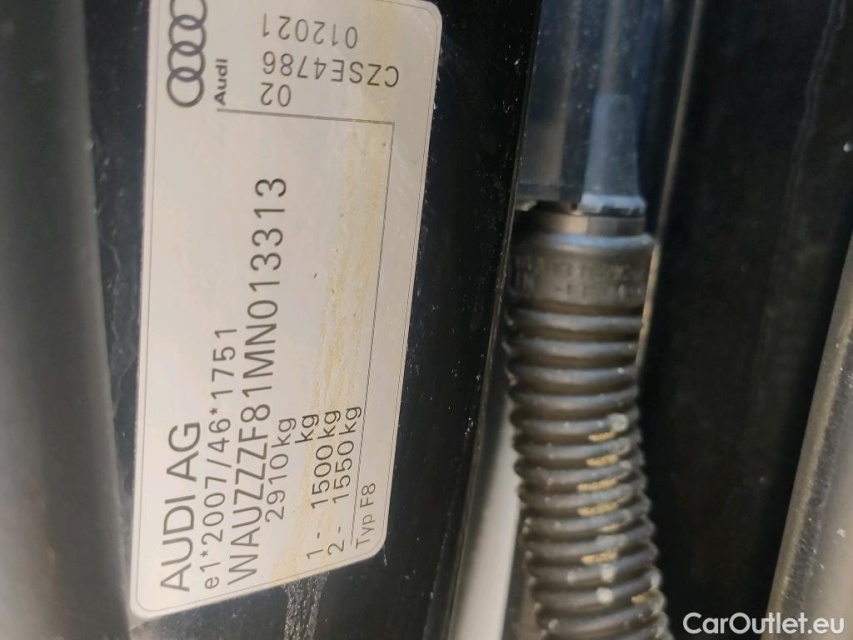 AUDI AG
e1*2007/46*1751
WAUZZZF81MN013313
2910 kg
kg
1 - 1500 kg
2 - 1550 kg
Typ F8
Audi
02
CZSE4786
012021
CarOutlet.eu